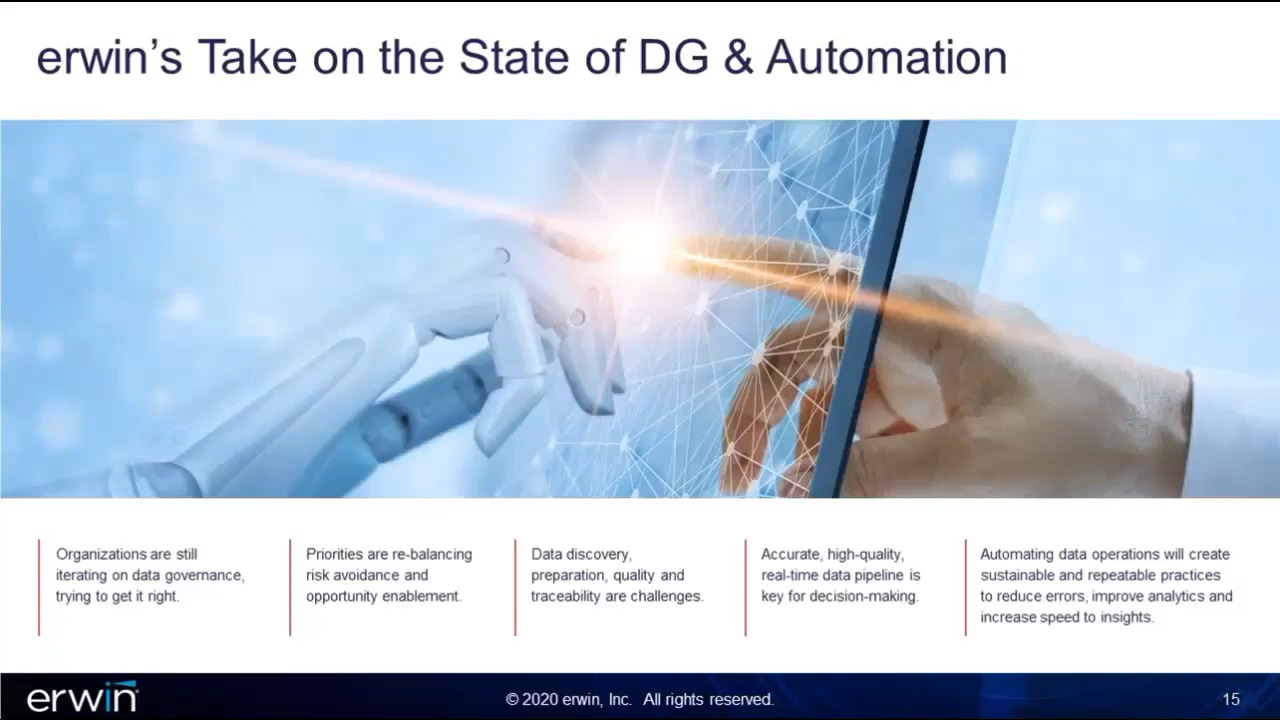 erwin's Take on the State of DG & Automation
Organizations are still
iterating on data governance,
trying to get it right.
Priorities are re-balancing
risk avoidance and
opportunity enablement.
Data discovery,
preparation, quality and
traceability are challenges.
Accurate, high-quality,
real-time data pipeline is
key for decision-making.
Automating data operations will create
sustainable and repeatable practices
to reduce errors, improve analytics and
increase speed to insights.
erwin
© 2020 erwin, Inc. All rights reserved.
15